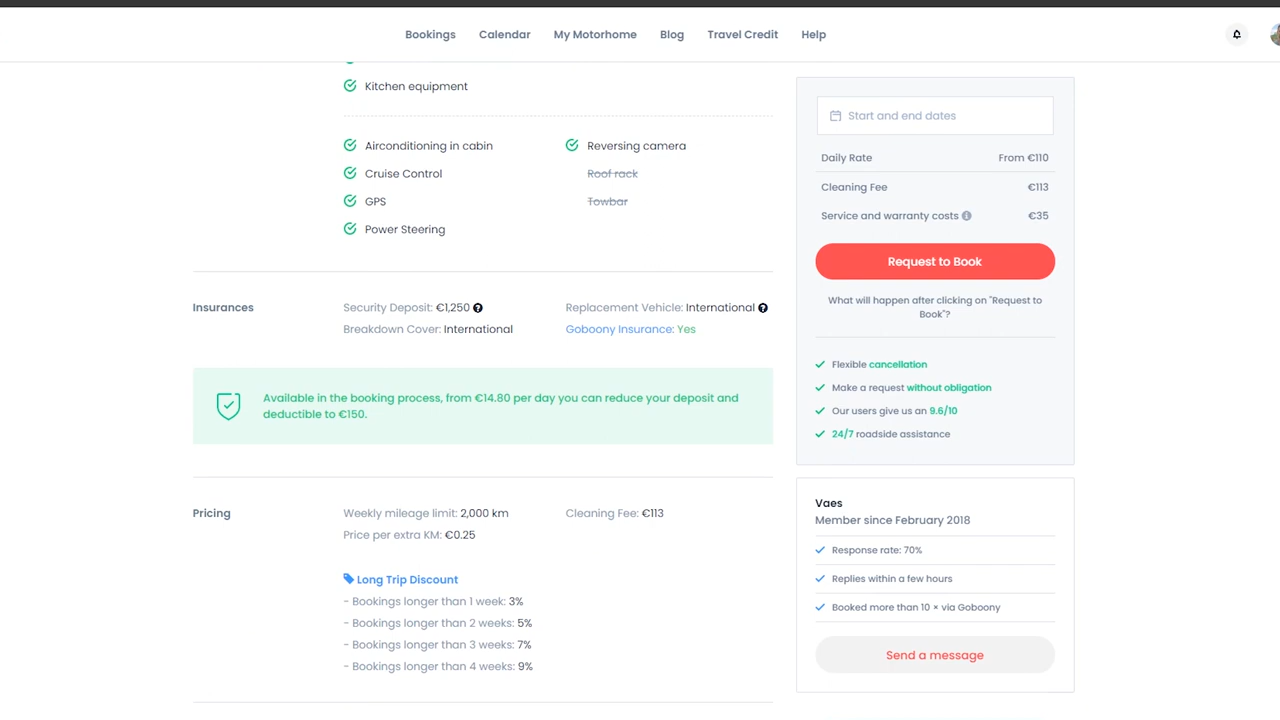 Bookings Calendar My Motorhome Blog Travel Credit Help
Kitchen equipment
Airconditioning in cabin
Cruise Control
GPS
Power Steering
Reversing camera
Roof rack
Towbar
Insurances
Security Deposit: €1,250
Breakdown Cover: International
Replacement Vehicle: International
Goboony Insurance: Yes
Available in the booking process, from €14.80 per day you can reduce your deposit and
deductible to €150.
Pricing
Weekly mileage limit: 2,000 km
Price per extra KM: €0.25
Cleaning Fee: €113
Long Trip Discount
- Bookings longer than 1 week: 3%
- Bookings longer than 2 weeks: 5%
- Bookings longer than 3 weeks: 7%
- Bookings longer than 4 weeks: 9%
Start and end dates
Daily Rate From €110
Cleaning Fee €113
Service and warranty costs €35
Request to Book
What will happen after clicking on "Request to
Book"?
Flexible cancellation
Make a request without obligation
Our users give us an 9.6/10
24/7 roadside assistance
Vaes
Member since February 2018
Response rate: 70%
Replies within a few hours
Booked more than 10 × via Goboony
Send a message